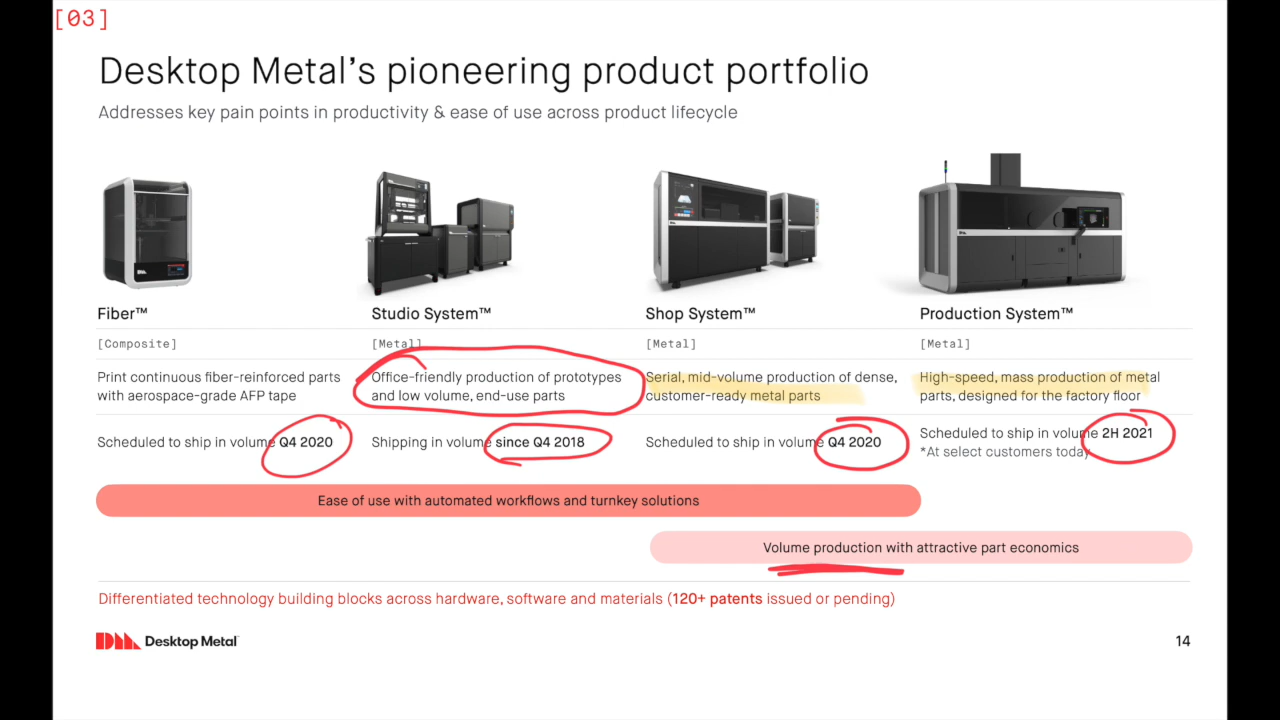 [03]
Desktop Metal's pioneering product portfolio
Addresses key pain points in productivity & ease of use across product lifecycle
Fiber™
Studio System™
Shop System™
Production System™
[Composite]
[Metal]
[Metal]
[Metal]
Print continuous fiber-reinforced parts
with aerospace-grade AFP tape
Office-friendly production of prototypes
and low volume, end-use parts
Serial, mid-volume production of dense,
customer-ready metal parts
High-speed, mass production of metal
parts, designed for the factory floor
Scheduled to ship in volume Q4 2020
Shipping in volume since Q4 2018
Scheduled to ship in volume Q4 2020
Scheduled to ship in volume 2H 2021
*At select customers today
Ease of use with automated workflows and turnkey solutions
Volume production with attractive part economics
Differentiated technology building blocks across hardware, software and materials (120+ patents issued or pending)
Desktop Metal
14